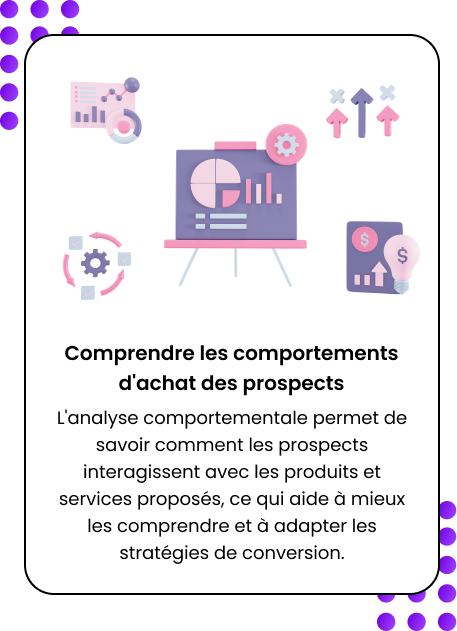 $
$
Comprendre les comportements
d'achat des prospects
L'analyse comportementale permet de
savoir comment les prospects
interagissent avec les produits et
services proposés, ce qui aide à mieux
les comprendre et à adapter les
stratégies de conversion.